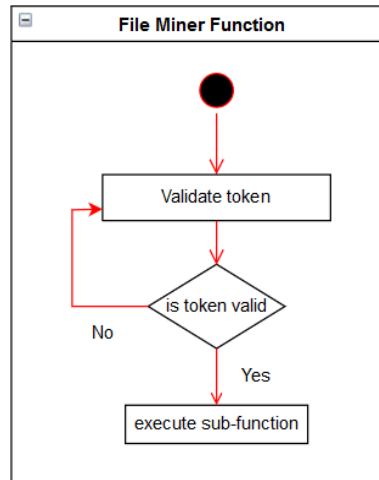 File Miner Function
Validate token
is token valid
No
Yes
execute sub-function